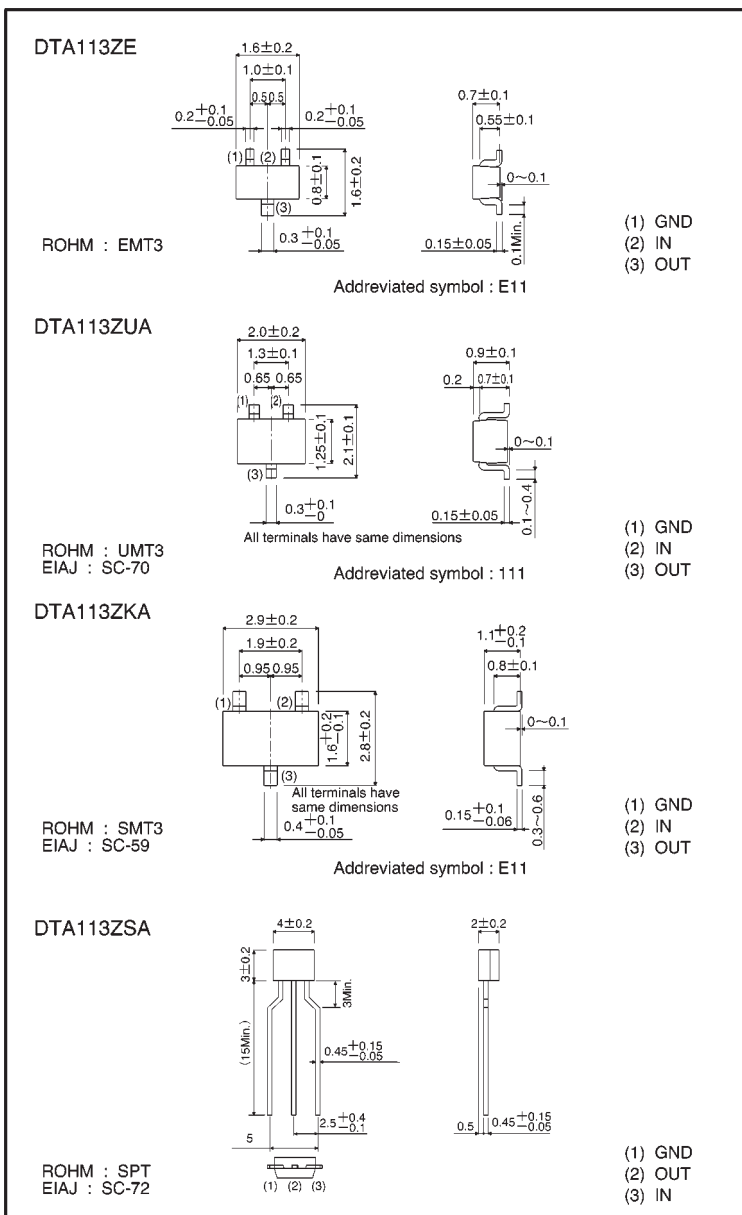 DTA113ZE
1.6±0.2
1.0±0.1
0.5 0.5
0.2 +0.1 −0.05
0.2 +0.1 −0.05
(1) (2)
(3)
0.8±0.1
1.6±0.2
0.3 +0.1 −0.05
0.7±0.1
0.55±0.1
0~0.1
0.15±0.05
0.1Min.
ROHM : EMT3
(1) GND
(2) IN
(3) OUT
Addreviated symbol : E11
DTA113ZUA
2.0±0.2
1.3±0.1
0.65 0.65
(1) (2)
(3)
1.25±0.1
2.1±0.1
0.3 +0.1 −0
All terminals have same dimensions
0.9±0.1
0.2 0.7±0.1
0~0.1
0.15±0.05
0.1~0.4
ROHM : UMT3
EIAJ : SC-70
(1) GND
(2) IN
(3) OUT
Addreviated symbol : 111
DTA113ZKA
2.9±0.2
1.9±0.2
0.95 0.95
(1) (2)
(3)
1.6 +0.2 −0.1
2.8±0.2
All terminals have
same dimensions
0.4 +0.1 −0.05
1.1 +0.2 −0.1
0.8±0.1
0~0.1
0.15 +0.1 −0.06
0.3~0.6
ROHM : SMT3
EIAJ : SC-59
(1) GND
(2) IN
(3) OUT
Addreviated symbol : E11
DTA113ZSA
4±0.2
3±0.2
3Min.
(15Min.)
0.45 +0.15 −0.05
2.5 +0.4 −0.1
5
(1) (2) (3)
2±0.2
0.5 0.45 +0.15 −0.05
ROHM : SPT
EIAJ : SC-72
(1) GND
(2) OUT
(3) IN